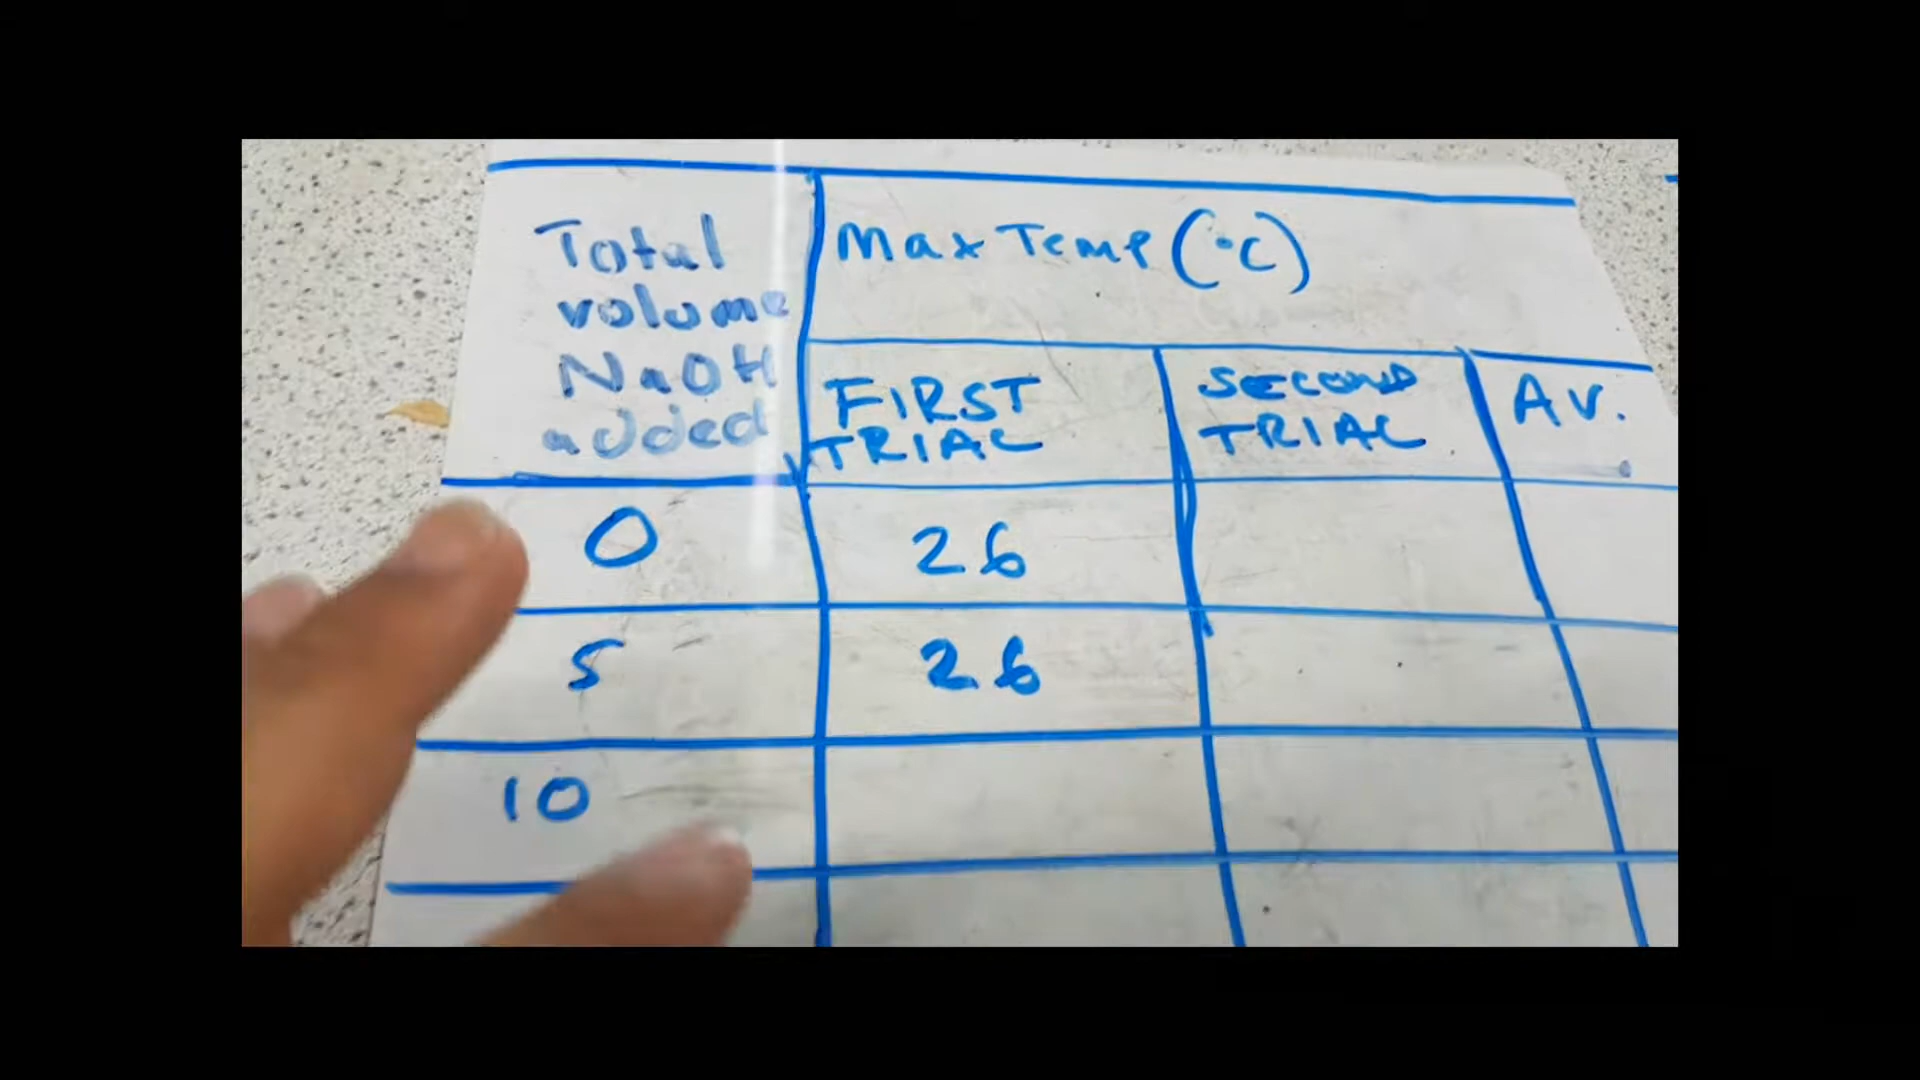 Total
volume
NaOH
added
Max Temp (°C)
FIRST
TRIAL
SECOND
TRIAL
Av.
0
26
5
26
10